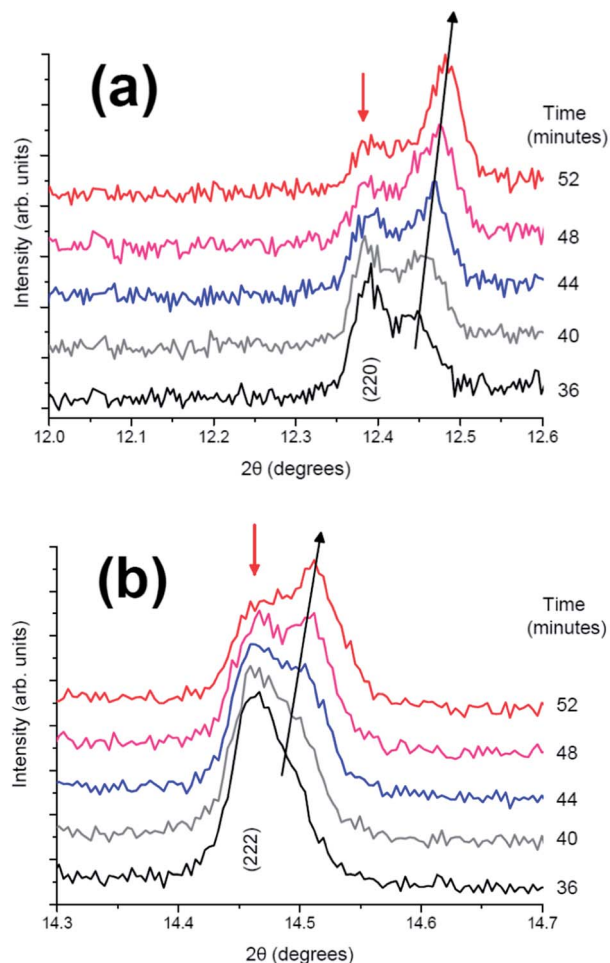 (a)
Intensity (arb. units)
Time
(minutes)
52
48
44
40
36
(220)
12.0 12.1 12.2 12.3 12.4 12.5 12.6
2θ (degrees)
(b)
Intensity (arb. units)
Time
(minutes)
52
48
44
40
36
(222)
14.3 14.4 14.5 14.6 14.7
2θ (degrees)